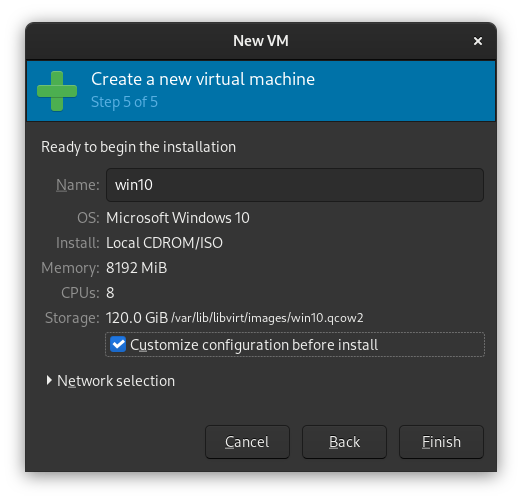 New VM
Create a new virtual machine
Step 5 of 5
Ready to begin the installation
Name: win10
OS: Microsoft Windows 10
Install: Local CDROM/ISO
Memory: 8192 MiB
CPUs: 8
Storage: 120.0 GiB /var/lib/libvirt/images/win10.qcow2
Customize configuration before install
Network selection
Cancel Back Finish